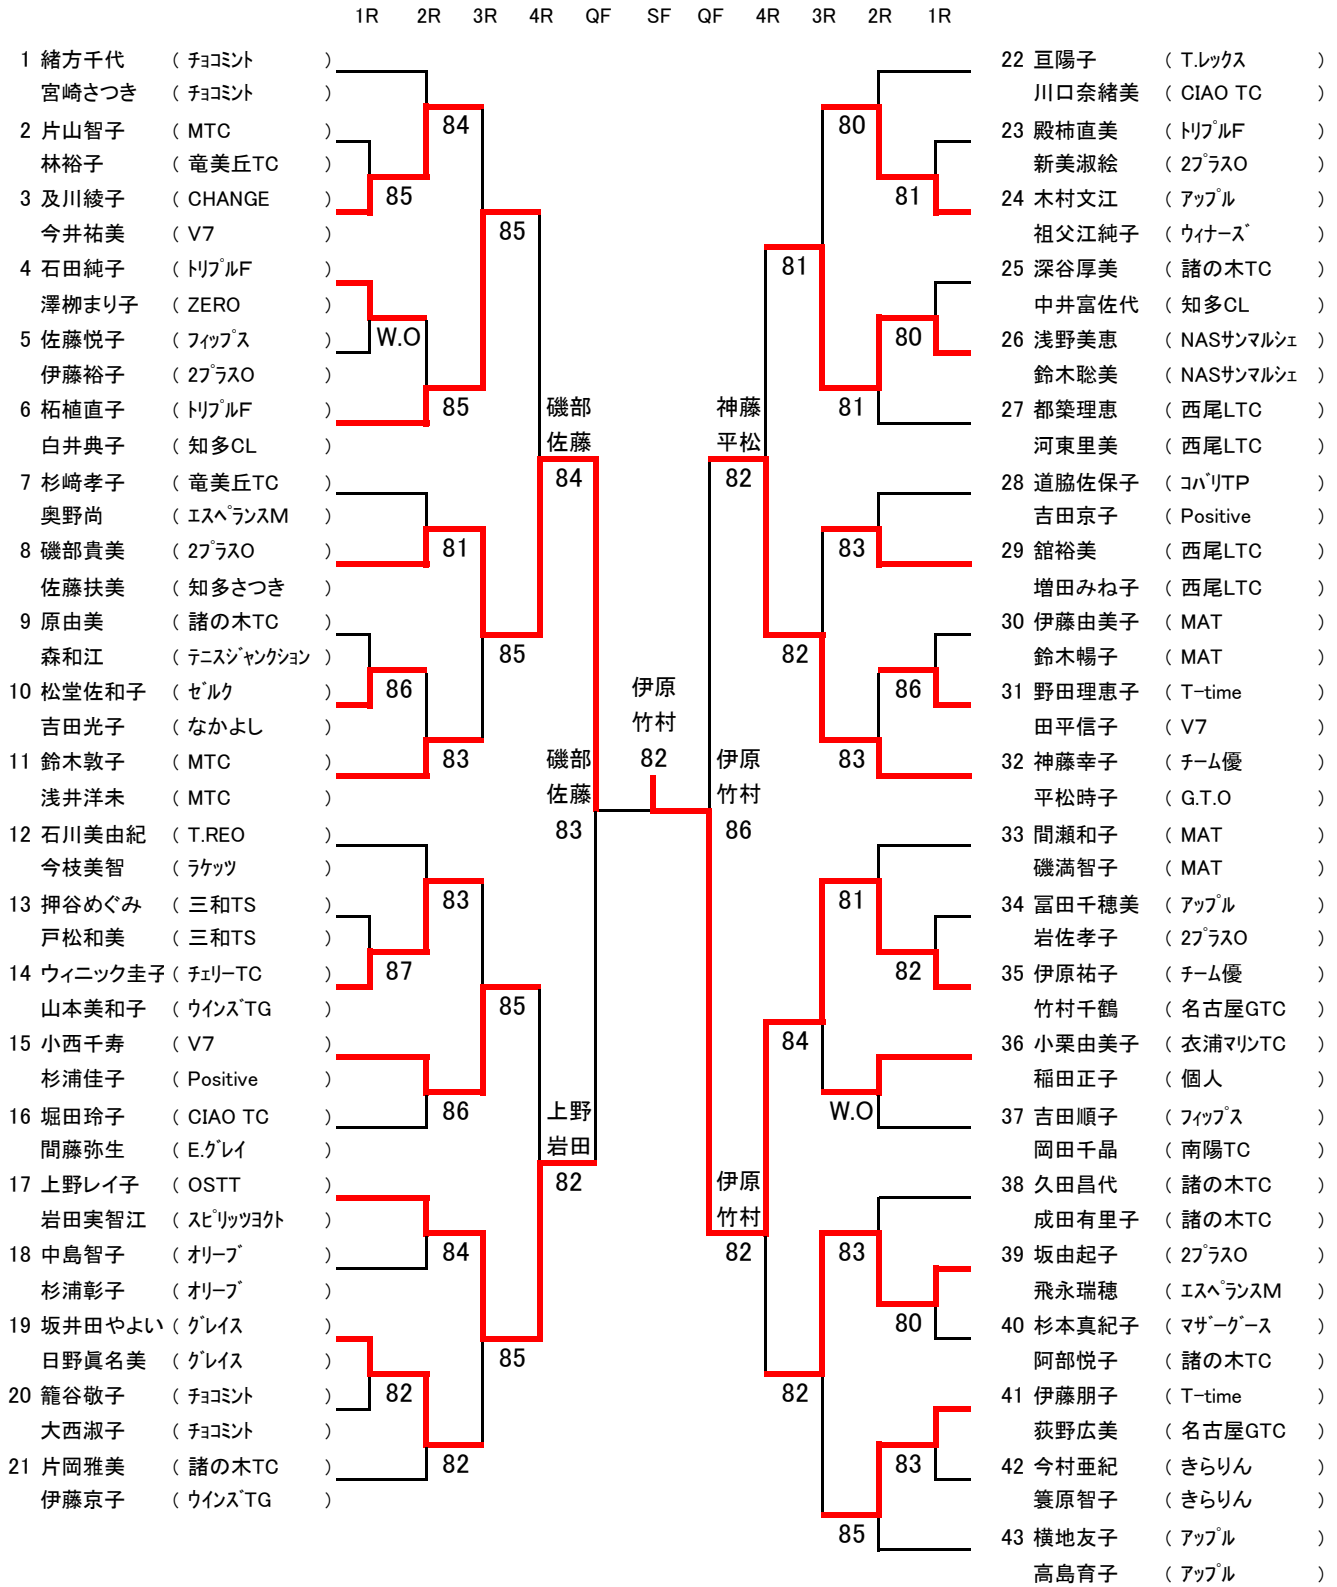 1R 2R 3R 4R QF SF QF 4R 3R 2R 1R
1 緒方千代 ( チョコミント )
宮崎さつき ( チョコミント )
2 片山智子 ( MTC )
林裕子 ( 竜美丘TC )
3 及川綾子 ( CHANGE )
今井祐美 ( V7 )
4 石田純子 ( トリプルF )
澤栁まり子 ( ZERO )
5 佐藤悦子 ( フィップス )
伊藤裕子 ( 2プラスO )
6 柘植直子 ( トリプルF )
白井典子 ( 知多CL )
7 杉﨑孝子 ( 竜美丘TC )
奥野尚 ( エスペランスM )
8 磯部貴美 ( 2プラスO )
佐藤扶美 ( 知多さつき )
9 原由美 ( 諸の木TC )
森和江 ( テニスジャンクション )
10 松堂佐和子 ( ゼルク )
吉田光子 ( なかよし )
11 鈴木敦子 ( MTC )
浅井洋未 ( MTC )
12 石川美由紀 ( T.REO )
今枝美智 ( ラケッツ )
13 押谷めぐみ ( 三和TS )
戸松和美 ( 三和TS )
14 ウィニック圭子 ( チェリーTC )
山本美和子 ( ウインズTG )
15 小西千寿 ( V7 )
杉浦佳子 ( Positive )
16 堀田玲子 ( CIAO TC )
間藤弥生 ( E.グレイ )
17 上野レイ子 ( OSTT )
岩田実智江 ( スピリッツヨクト )
18 中島智子 ( オリーブ )
杉浦彰子 ( オリーブ )
19 坂井田やよい ( グレイス )
日野眞名美 ( グレイス )
20 籠谷敬子 ( チョコミント )
大西淑子 ( チョコミント )
21 片岡雅美 ( 諸の木TC )
伊藤京子 ( ウインズTG )
85
W.O
86
87
82
84
85
81
83
83
86
84
82
85
85
85
85
磯部
佐藤
84
上野
岩田
82
磯部
佐藤
83
伊原
竹村
82
伊原
竹村
86
神藤
平松
82
伊原
竹村
82
81
82
84
82
80
81
83
83
81
W.O
83
85
81
80
86
82
80
83
22 亘陽子 ( T.レックス )
川口奈緒美 ( CIAO TC )
23 殿柿直美 ( トリプルF )
新美淑絵 ( 2プラスO )
24 木村文江 ( アップル )
祖父江純子 ( ウィナーズ )
25 深谷厚美 ( 諸の木TC )
中井富佐代 ( 知多CL )
26 浅野美恵 ( NASサンマルシェ )
鈴木聡美 ( NASサンマルシェ )
27 都築理恵 ( 西尾LTC )
河東里美 ( 西尾LTC )
28 道脇佐保子 ( コバリTP )
吉田京子 ( Positive )
29 舘裕美 ( 西尾LTC )
増田みね子 ( 西尾LTC )
30 伊藤由美子 ( MAT )
鈴木暢子 ( MAT )
31 野田理恵子 ( T-time )
田平信子 ( V7 )
32 神藤幸子 ( チーム優 )
平松時子 ( G.T.O )
33 間瀬和子 ( MAT )
磯満智子 ( MAT )
34 冨田千穂美 ( アップル )
岩佐孝子 ( 2プラスO )
35 伊原祐子 ( チーム優 )
竹村千鶴 ( 名古屋GTC )
36 小栗由美子 ( 衣浦マリンTC )
稲田正子 ( 個人 )
37 吉田順子 ( フィップス )
岡田千晶 ( 南陽TC )
38 久田昌代 ( 諸の木TC )
成田有里子 ( 諸の木TC )
39 坂由起子 ( 2プラスO )
飛永瑞穂 ( エスペランスM )
40 杉本真紀子 ( マザーグース )
阿部悦子 ( 諸の木TC )
41 伊藤朋子 ( T-time )
荻野広美 ( 名古屋GTC )
42 今村亜紀 ( きらりん )
簑原智子 ( きらりん )
43 横地友子 ( アップル )
高島育子 ( アップル )